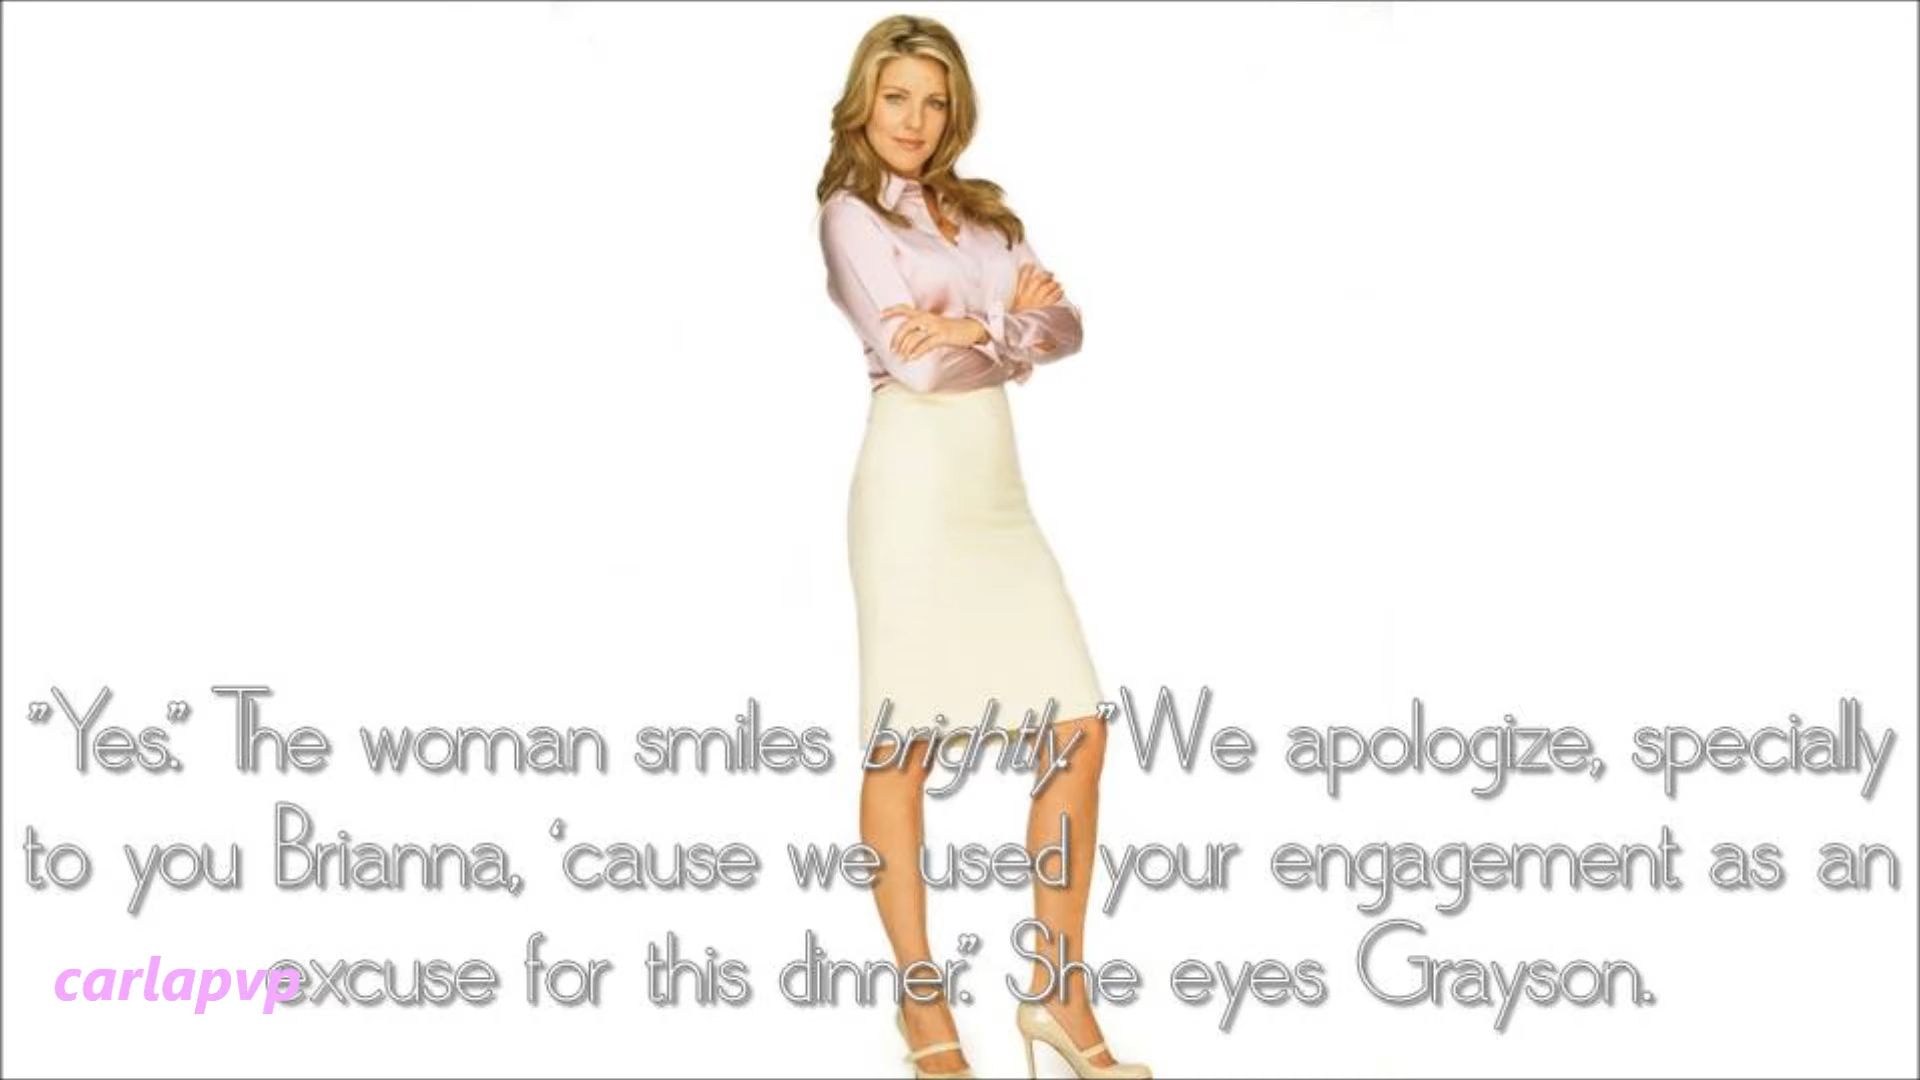 "Yes." The woman smiles brightly. "We apologize, specially
to you Brianna, 'cause we used your engagement as an
excuse for this dinner." She eyes Grayson.
carlapvp